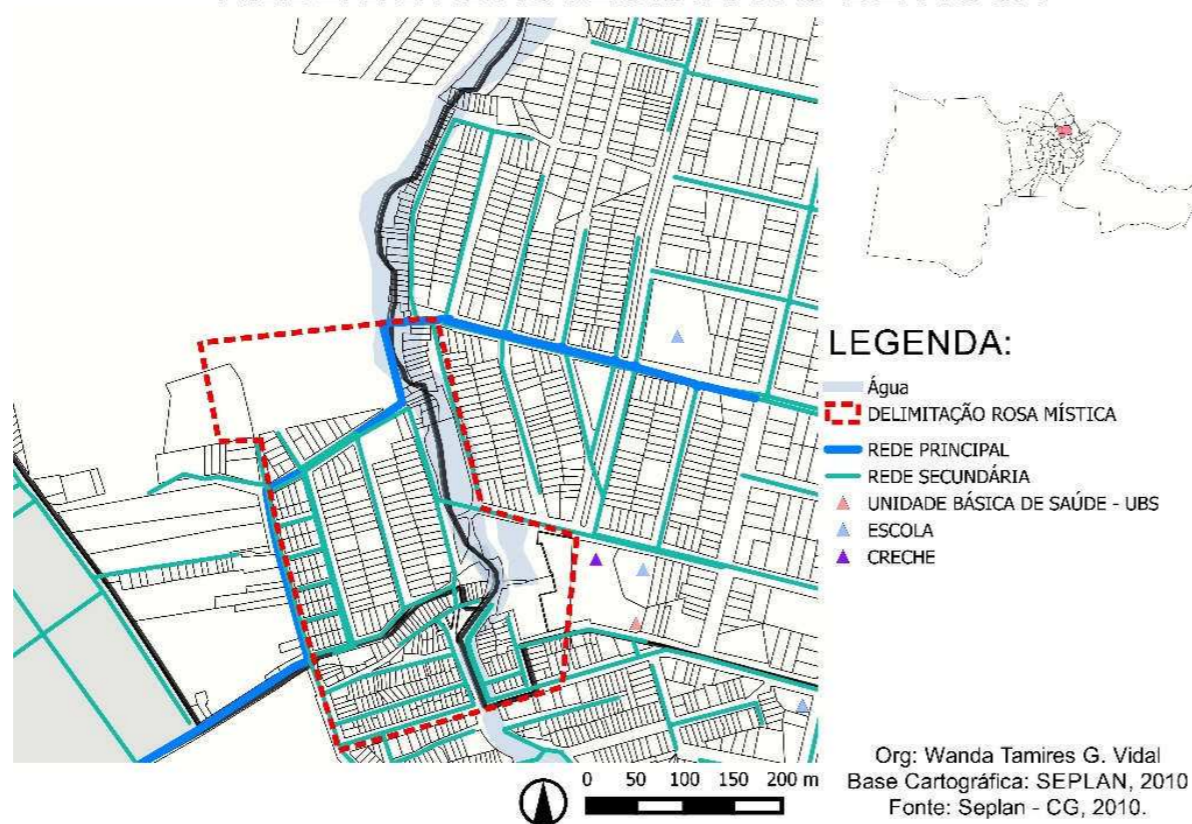 LEGENDA:
Água
DELIMITAÇÃO ROSA MÍSTICA
REDE PRINCIPAL
REDE SECUNDÁRIA
UNIDADE BÁSICA DE SAÚDE - UBS
ESCOLA
CRECHE
0 50 100 150 200 m
Org: Wanda Tamires G. Vidal
Base Cartográfica: SEPLAN, 2010
Fonte: Seplan - CG, 2010.